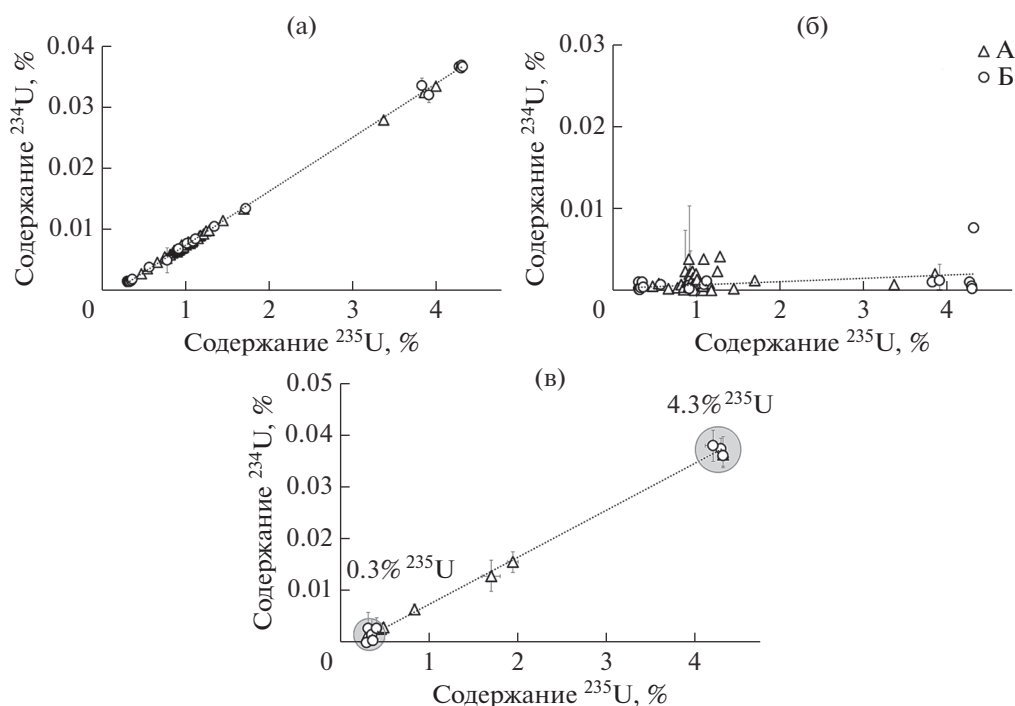 (а)
Содержание ²³⁴U, %
0.04
0.03
0.02
0.01
0
1
2
3
4
Содержание ²³⁵U, %
(б)
Содержание ²³⁴U, %
0.03
0.02
0.01
0
1
2
3
4
Содержание ²³⁵U, %
А
Б
(в)
Содержание ²³⁴U, %
0.05
0.04
0.03
0.02
0.01
0
1
2
3
4
Содержание ²³⁵U, %
0.3% ²³⁵U
4.3% ²³⁵U